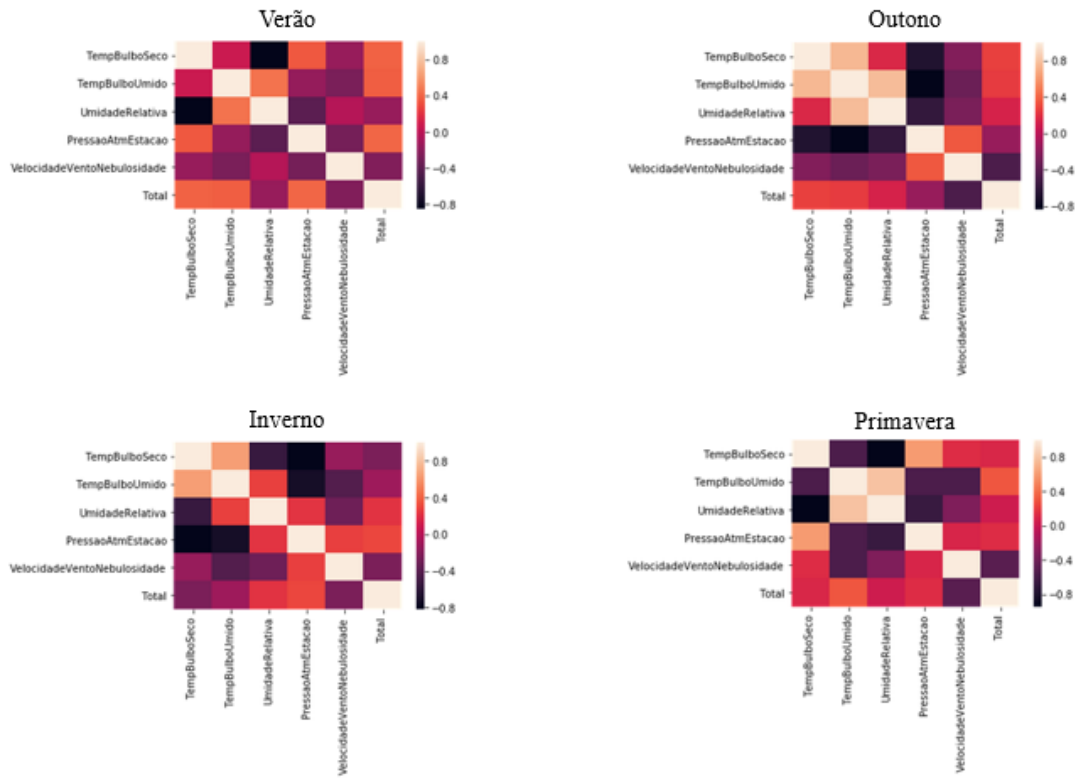 Verão
TempBulboSeco
TempBulboUmido
UmidadeRelativa
PressaoAtmEstacao
VelocidadeVentoNebulosidade
Total
0.8
0.4
0.0
−0.4
−0.8
TempBulboSeco
TempBulboUmido
UmidadeRelativa
PressaoAtmEstacao
VelocidadeVentoNebulosidade
Total
Outono
TempBulboSeco
TempBulboUmido
UmidadeRelativa
PressaoAtmEstacao
VelocidadeVentoNebulosidade
Total
0.8
0.4
0.0
−0.4
−0.8
TempBulboSeco
TempBulboUmido
UmidadeRelativa
PressaoAtmEstacao
VelocidadeVentoNebulosidade
Total
Inverno
TempBulboSeco
TempBulboUmido
UmidadeRelativa
PressaoAtmEstacao
VelocidadeVentoNebulosidade
Total
0.8
0.4
0.0
−0.4
−0.8
TempBulboSeco
TempBulboUmido
UmidadeRelativa
PressaoAtmEstacao
VelocidadeVentoNebulosidade
Total
Primavera
TempBulboSeco
TempBulboUmido
UmidadeRelativa
PressaoAtmEstacao
VelocidadeVentoNebulosidade
Total
0.8
0.4
0.0
−0.4
−0.8
TempBulboSeco
TempBulboUmido
UmidadeRelativa
PressaoAtmEstacao
VelocidadeVentoNebulosidade
Total